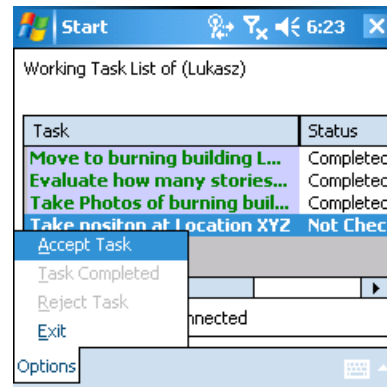 Start 6:23
Working Task List of (Lukasz)
Task Status
Move to burning building L... Completed
Evaluate how many stories... Completed
Take Photos of burning buil... Completed
Take positon at Location XYZ Not Chec
Accept Task
Task Completed
Reject Task
nnected
Exit
Options